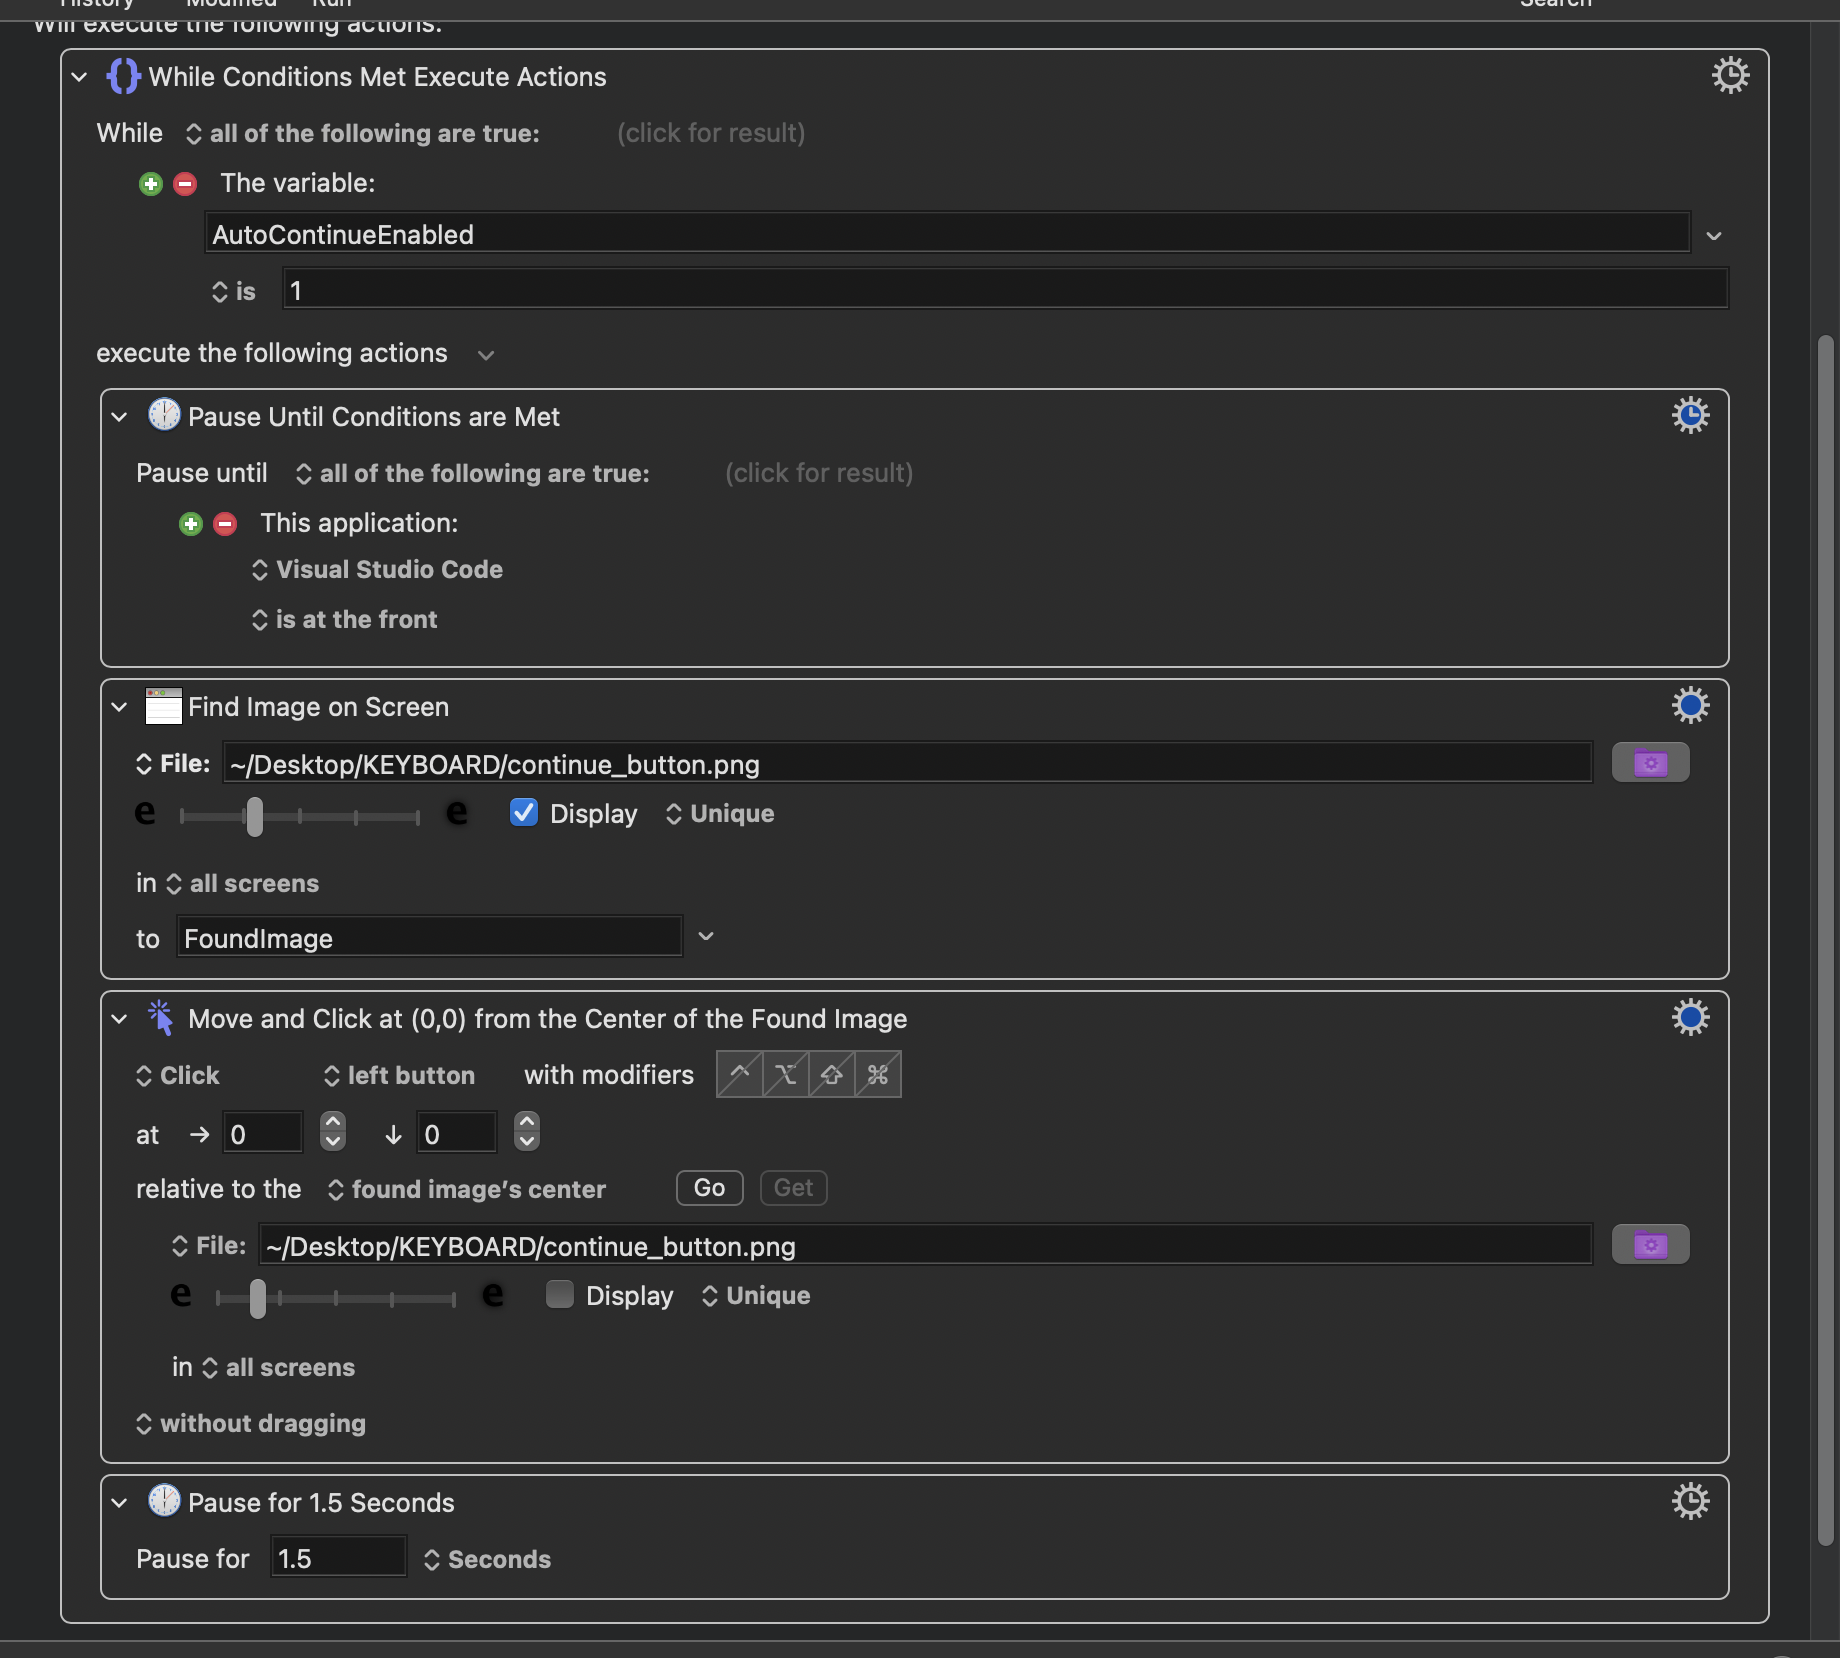 History Modified Run Search
Will execute the following actions:
While Conditions Met Execute Actions
While all of the following are true: (click for result)
The variable:
AutoContinueEnabled
is 1
execute the following actions
Pause Until Conditions are Met
Pause until all of the following are true: (click for result)
This application:
Visual Studio Code
is at the front
Find Image on Screen
File: ~/Desktop/KEYBOARD/continue_button.png
e e Display Unique
in all screens
to FoundImage
Move and Click at (0,0) from the Center of the Found Image
Click left button with modifiers ^ ⌥ ⇧ ⌘
at → 0 ↓ 0
relative to the found image’s center Go Get
File: ~/Desktop/KEYBOARD/continue_button.png
e e Display Unique
in all screens
without dragging
Pause for 1.5 Seconds
Pause for 1.5 Seconds